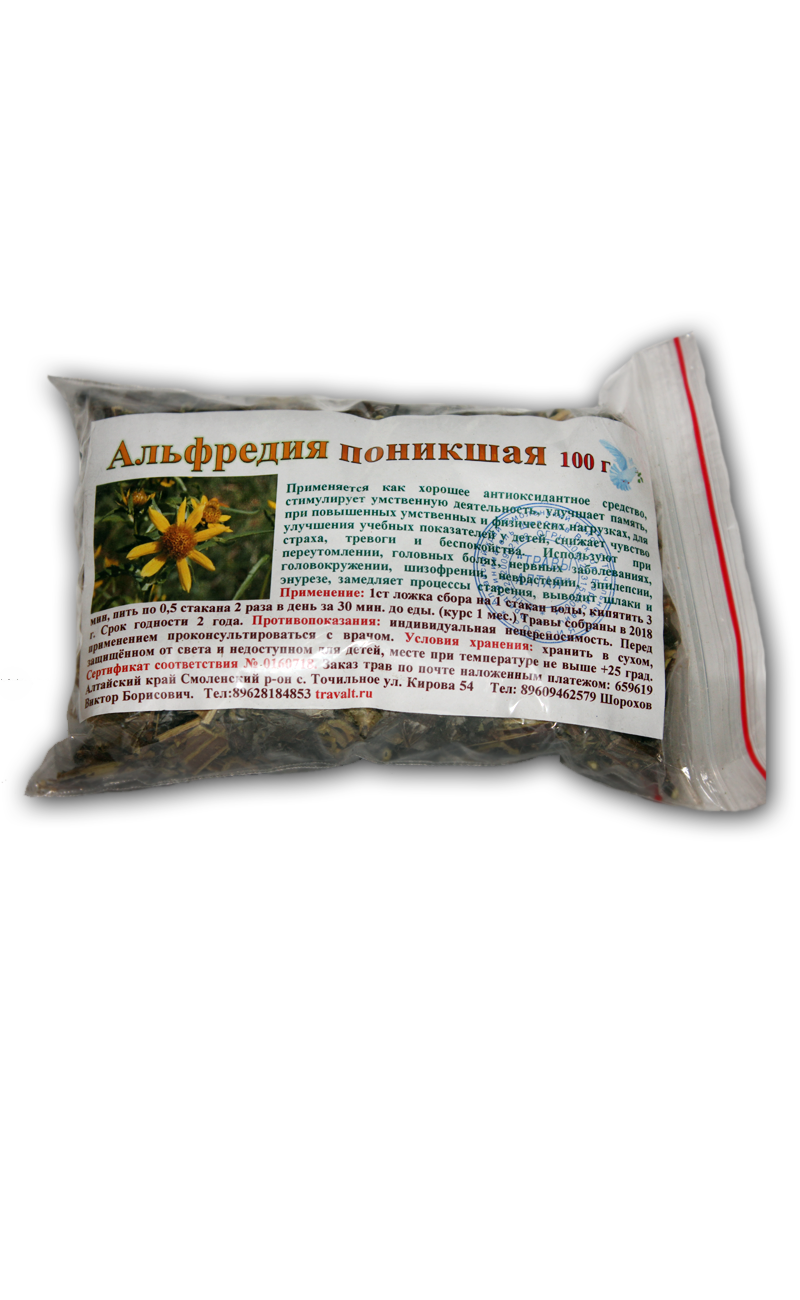 Альфредия поникшая 100 г
Применяется как хорошее антиоксидантное средство,
стимулирует умственную деятельность, улучшает память,
при повышенных умственных и физических нагрузках, для
улучшения учебных показателей у детей, снижает чувство
страха, тревоги и беспокойства. Используют при
переутомлении, головных болях, нервных заболеваниях,
головокружении, шизофрении, неврастении, эпилепсии,
энурезе, замедляет процессы старения, выводит шлаки и
Применение: 1ст ложка сбора на 1 стакан воды, кипятить 3
мин, пить по 0,5 стакана 2 раза в день за 30 мин. до еды. (курс 1 мес.) Травы собраны в 2018
г. Срок годности 2 года. Противопоказания: индивидуальная непереносимость. Перед
применением проконсультироваться с врачом. Условия хранения: хранить в сухом,
защищённом от света и недоступном для детей, месте при температуре не выше +25 град.
Сертификат соответствия Заказ трав по почте наложенным платежом: 659619
Алтайский край Смоленский р-он с. Точильное ул. Кирова 54 Тел: 89609462579 Шорохов
Виктор Борисович. Тел:89628184853 travalt.ru